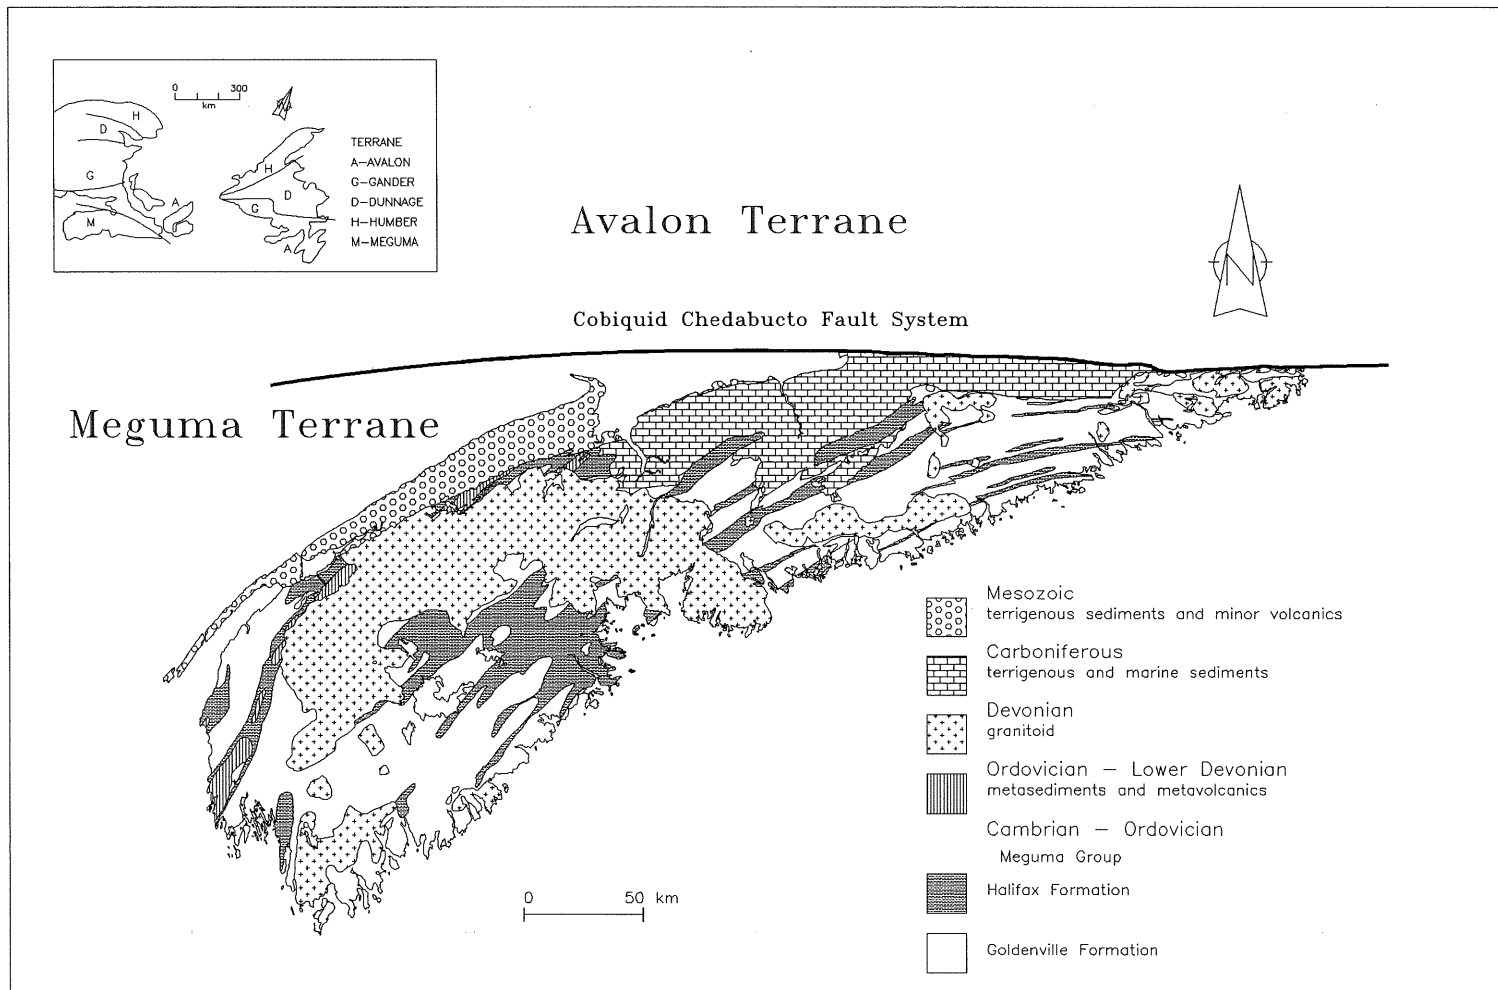 0 300
km
H
D
G
A
M
H
D
G
A
TERRANE
A–AVALON
G–GANDER
D–DUNNAGE
H–HUMBER
M–MEGUMA
Avalon Terrane
N
Cobiquid Chedabucto Fault System
Meguma Terrane
Mesozoic
terrigenous sediments and minor volcanics
Carboniferous
terrigenous and marine sediments
Devonian
granitoid
Ordovician – Lower Devonian
metasediments and metavolcanics
Cambrian – Ordovician
Meguma Group
Halifax Formation
Goldenville Formation
0 50 km